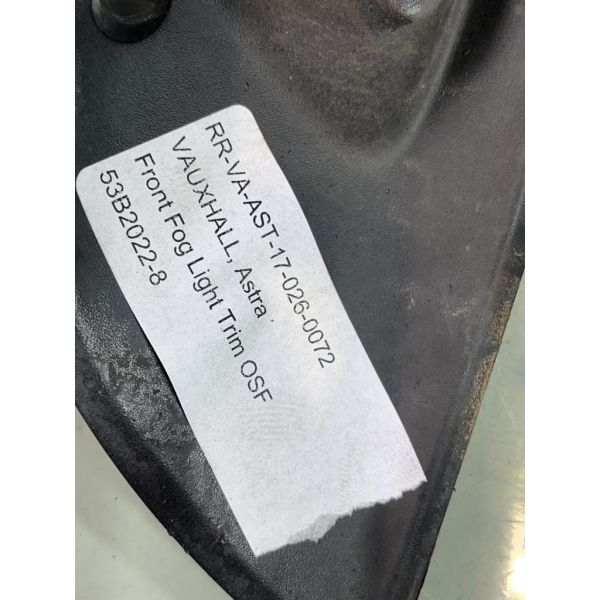 RR-VA-AST-17-026-0072
VAUXHALL, Astra
Front Fog Light Trim OSF
53B2022-8